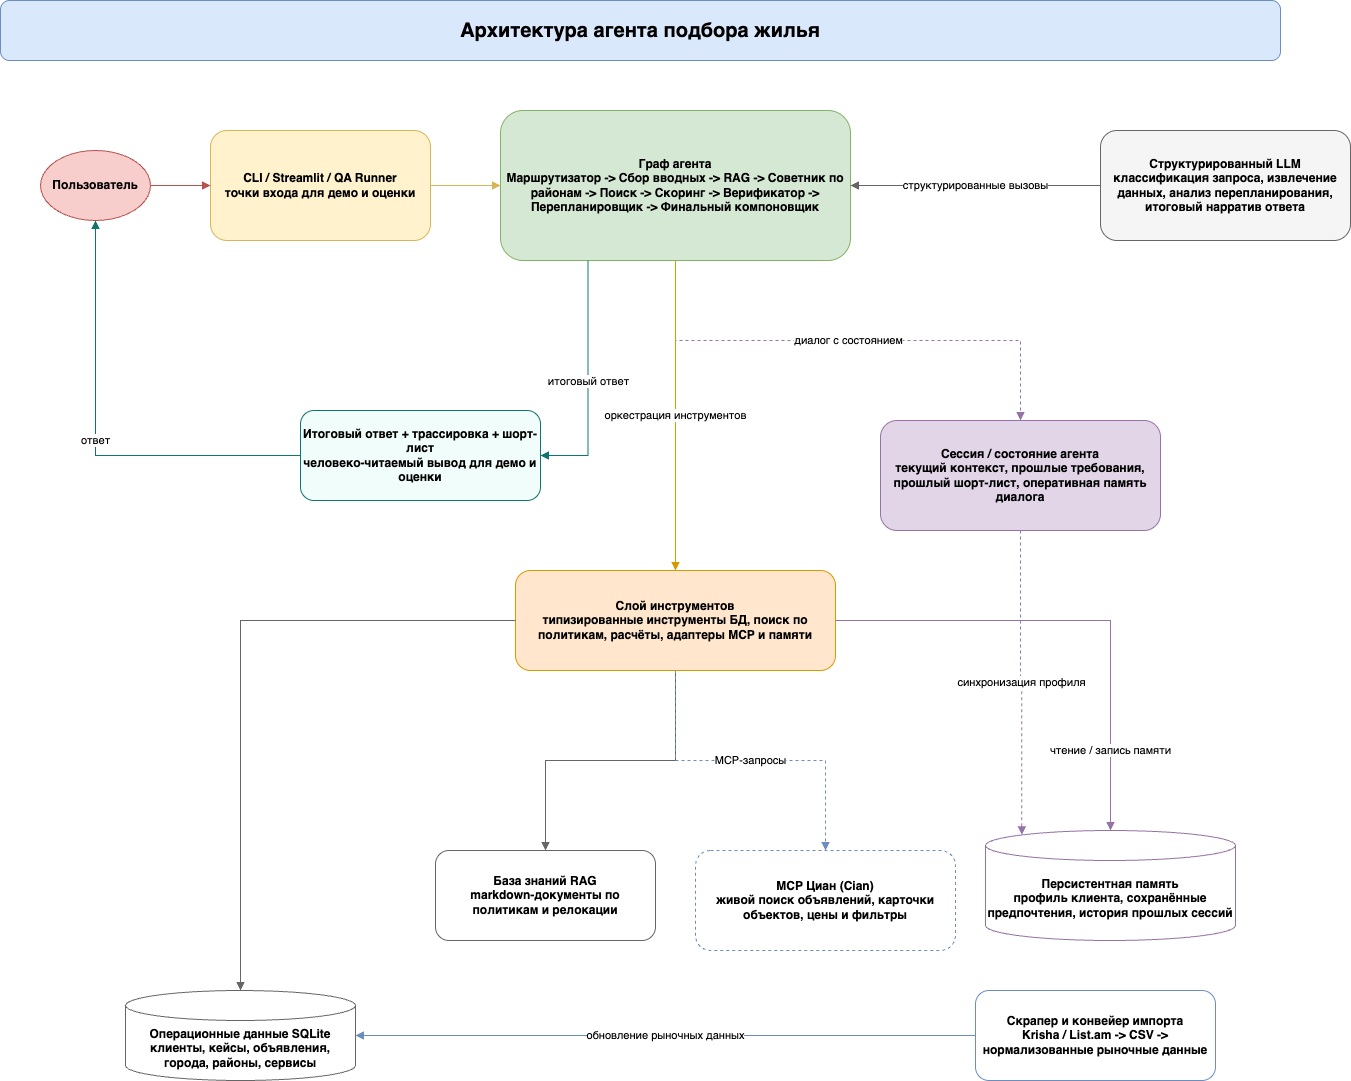 Архитектура агента подбора жилья
Пользователь
CLI / Streamlit / QA Runner
точки входа для демо и оценки
Граф агента
Маршрутизатор -> Сбор вводных -> RAG -> Советник по
районам -> Поиск -> Скоринг -> Верификатор ->
Перепланировщик -> Финальный компоновщик
структурированные вызовы
Структурированный LLM
классификация запроса, извлечение
данных, анализ перепланирования,
итоговый нарратив ответа
диалог с состоянием
итоговый ответ
оркестрация инструментов
ответ
Итоговый ответ + трассировка + шорт-
лист
человеко-читаемый вывод для демо и
оценки
Сессия / состояние агента
текущий контекст, прошлые требования,
прошлый шорт-лист, оперативная память
диалога
Слой инструментов
типизированные инструменты БД, поиск по
политикам, расчёты, адаптеры MCP и памяти
синхронизация профиля
чтение / запись памяти
MCP-запросы
База знаний RAG
markdown-документы по
политикам и релокации
MCP Циан (Cian)
живой поиск объявлений, карточки
объектов, цены и фильтры
Персистентная память
профиль клиента, сохранённые
предпочтения, история прошлых сессий
Операционные данные SQLite
клиенты, кейсы, объявления,
города, районы, сервисы
обновление рыночных данных
Скрапер и конвейер импорта
Krisha / List.am -> CSV ->
нормализованные рыночные данные